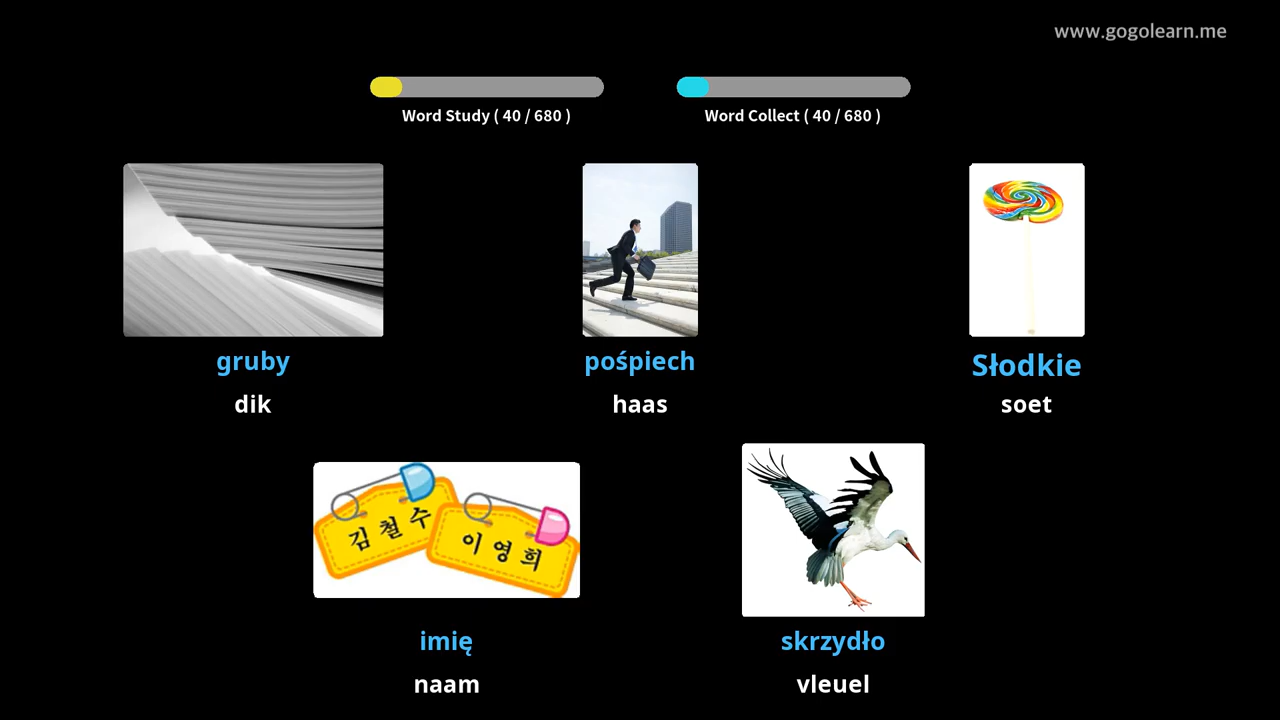 www.gogolearn.me
Word Study ( 40 / 680 )
Word Collect ( 40 / 680 )
gruby
dik
pośpiech
haas
Słodkie
soet
김철수
이영희
imię
naam
skrzydło
vleuel